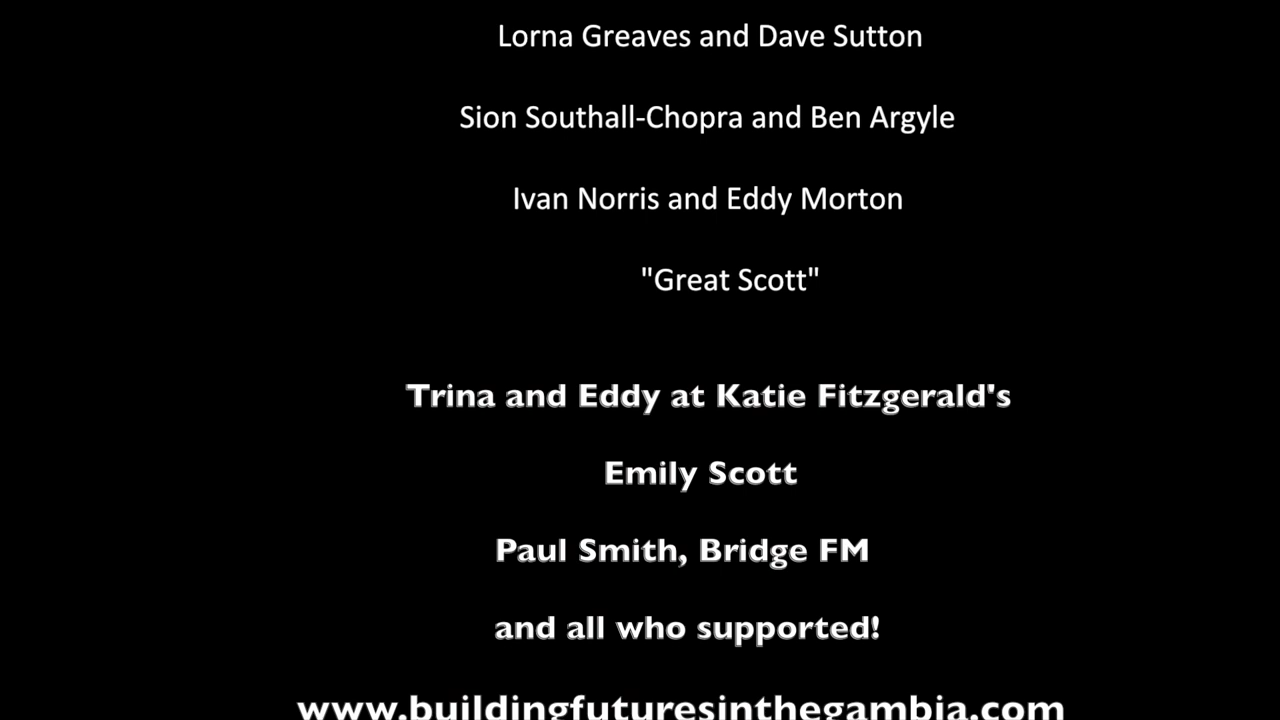 Lorna Greaves and Dave Sutton
Sion Southall-Chopra and Ben Argyle
Ivan Norris and Eddy Morton
"Great Scott"
Trina and Eddy at Katie Fitzgerald's
Emily Scott
Paul Smith, Bridge FM
and all who supported!
www.buildingfuturesinthegambia.com